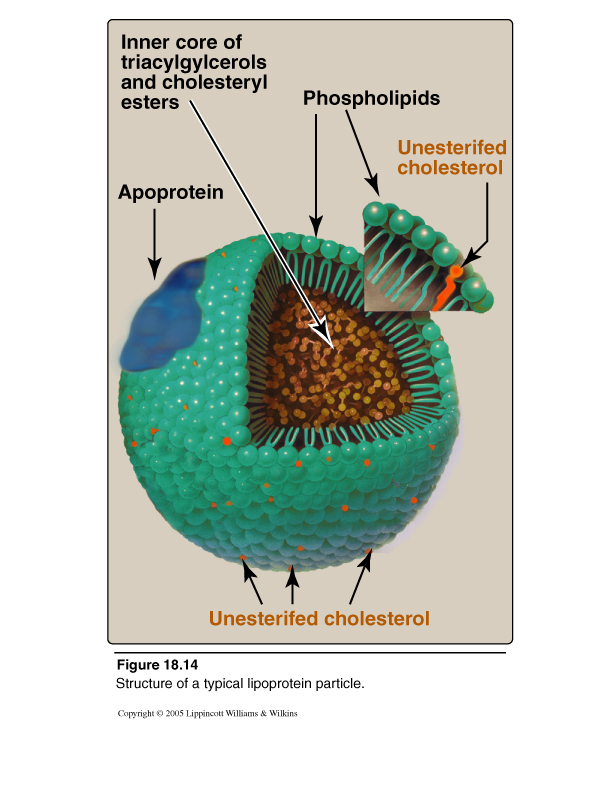 Inner core of
triacylgylcerols
and cholesteryl
esters
Phospholipids
Unesterifed
cholesterol
Apoprotein
Unesterifed cholesterol
Figure 18.14
Structure of a typical lipoprotein particle.
Copyright © 2005 Lippincott Williams & Wilkins